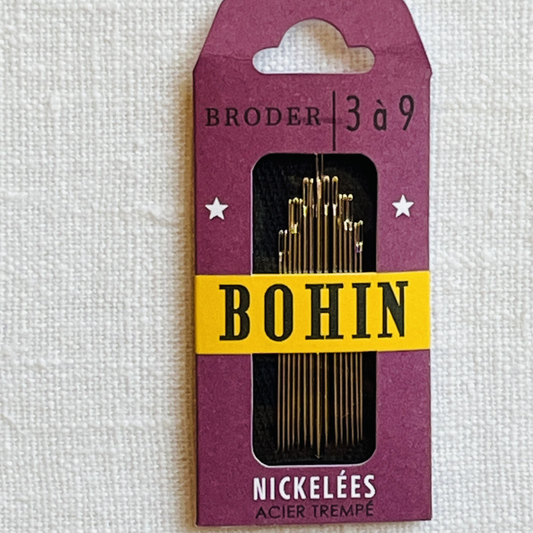 BRODER 3 à 9
BOHIN
NICKELÉES
ACIER TREMPÉ